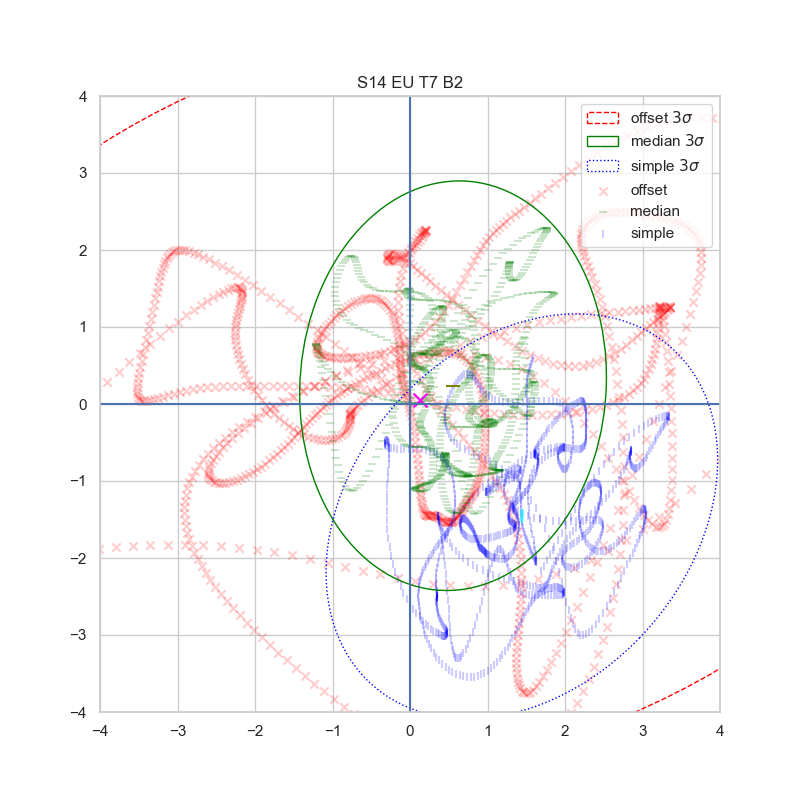 S14 EU T7 B2
offset 3σ
median 3σ
simple 3σ
offset
median
simple
4
3
2
1
0
−1
−2
−3
−4
−4 −3 −2 −1 0 1 2 3 4